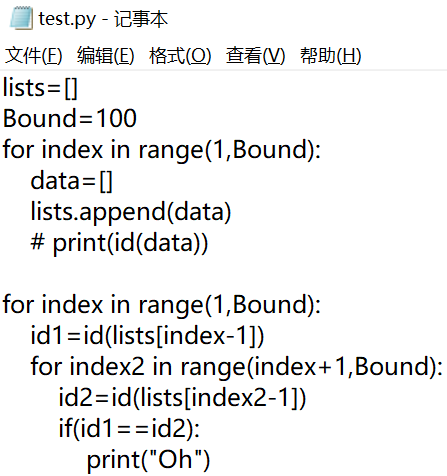 test.py - 记事本
文件(F) 编辑(E) 格式(O) 查看(V) 帮助(H)
lists=[]
Bound=100
for index in range(1,Bound):
    data=[]
    lists.append(data)
    # print(id(data))

for index in range(1,Bound):
    id1=id(lists[index-1])
    for index2 in range(index+1,Bound):
        id2=id(lists[index2-1])
        if(id1==id2):
            print("Oh")